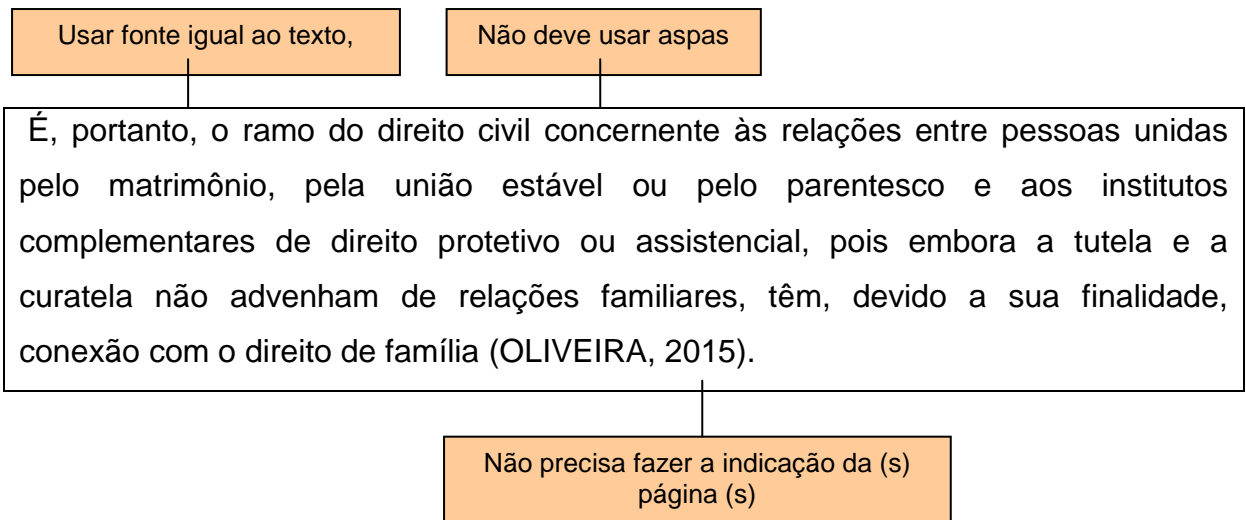 Usar fonte igual ao texto,
Não deve usar aspas
É, portanto, o ramo do direito civil concernente às relações entre pessoas unidas
pelo matrimônio, pela união estável ou pelo parentesco e aos institutos
complementares de direito protetivo ou assistencial, pois embora a tutela e a
curatela não advenham de relações familiares, têm, devido a sua finalidade,
conexão com o direito de família (OLIVEIRA, 2015).
Não precisa fazer a indicação da (s)
página (s)